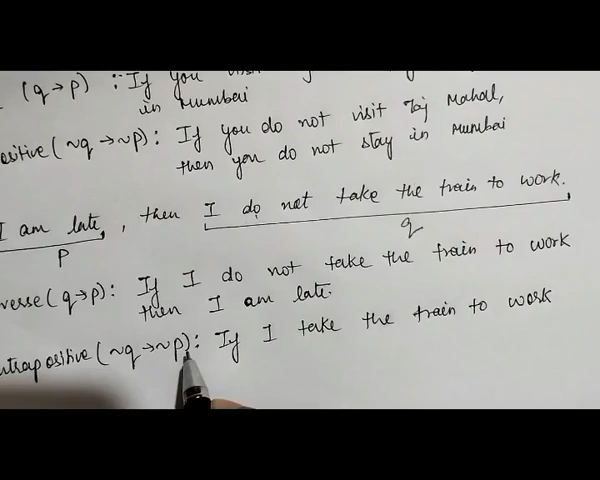 (q→p) : If you
in Mumbai
ositive (~q→~p): If you do not visit Taj Mahal,
then you do not stay in Mumbai
I am late, then I do not take the train to work.
p q
verse (q→p): If I do not take the train to work
then I am late.
ntrapositive (~q→~p): If I take the train to work